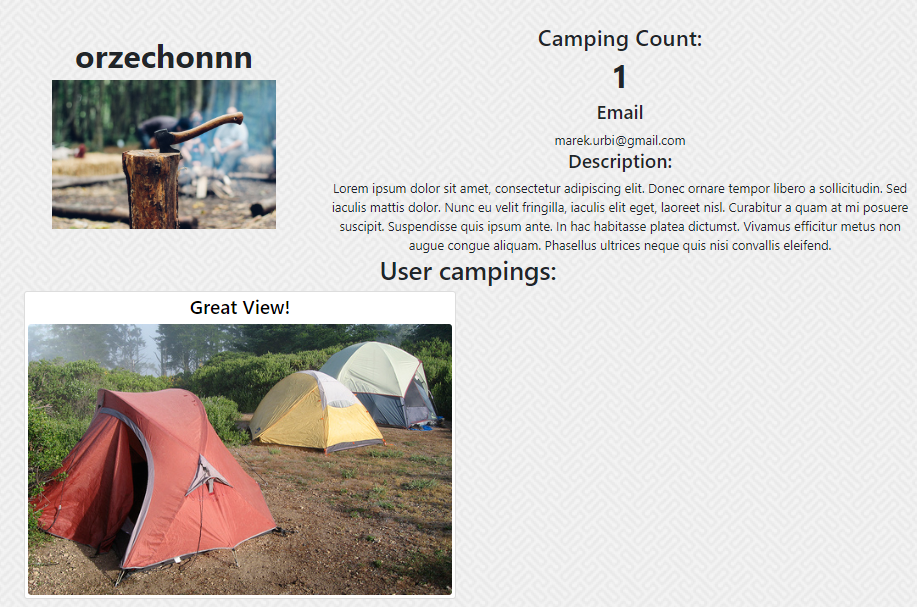 orzechonnn
Camping Count:
1
Email
marek.urbi@gmail.com
Description:
Lorem ipsum dolor sit amet, consectetur adipiscing elit. Donec ornare tempor libero a sollicitudin. Sed
iaculis mattis dolor. Nunc eu velit fringilla, iaculis elit eget, laoreet nisl. Curabitur a quam at mi posuere
suscipit. Suspendisse quis ipsum ante. In hac habitasse platea dictumst. Vivamus efficitur metus non
augue congue aliquam. Phasellus ultrices neque quis nisi convallis eleifend.
User campings:
Great View!